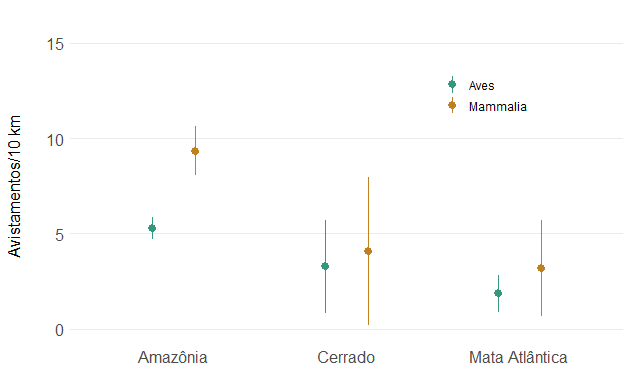 15
Aves
Mammalia
10
Avistamentos/10 km
5
0
Amazônia
Cerrado
Mata Atlântica